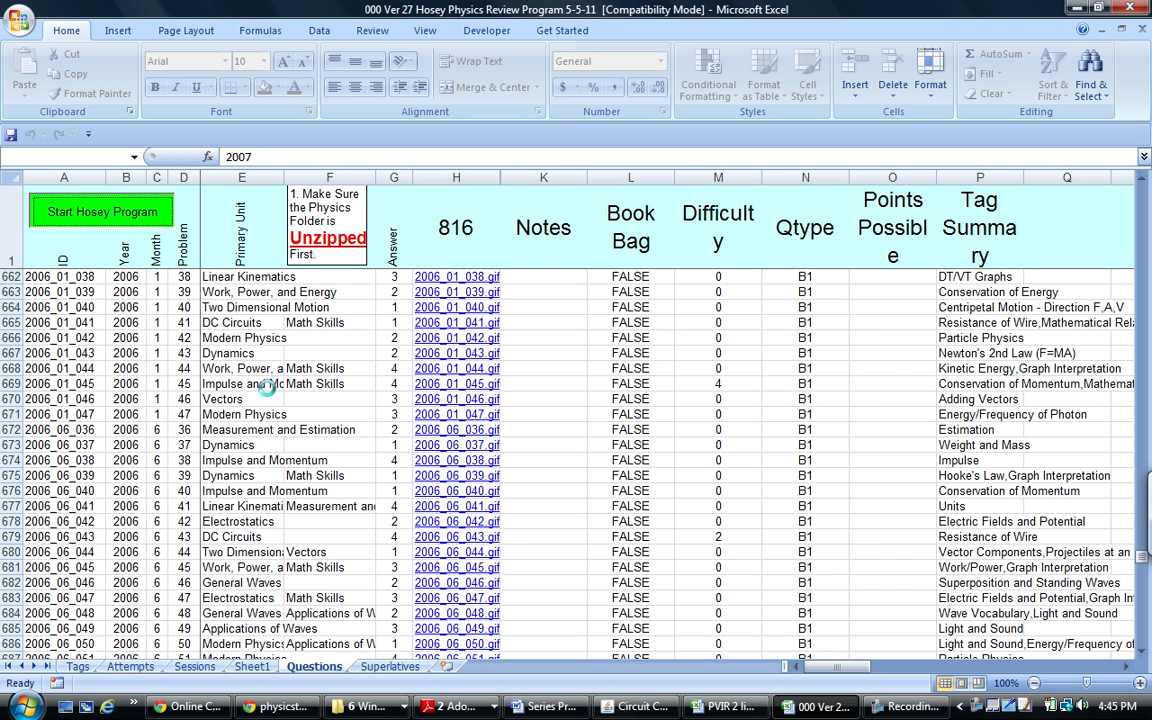 000 Ver 27 Hosey Physics Review Program 5-5-11 [Compatibility Mode] - Microsoft Excel
Home Insert Page Layout Formulas Data Review View Developer Get Started
Cut Arial 10 Wrap Text General AutoSum
Copy Fill
Paste Format Painter Merge & Center Conditional Formatting Format as Table Cell Styles Insert Delete Format Clear Sort & Filter Find & Select
Clipboard Font Alignment Number Styles Cells Editing
fx 2007
A B C D E F G H K L M N O P Q
Start Hosey Program
1. Make Sure the Physics Folder is Unzipped First.
1 ID Year Month Problem Primary Unit Answer 816 Notes Book Bag Difficult y Qtype Points Possibl e Tag Summa ry
662 2006_01_038 2006 1 38 Linear Kinematics 3 2006_01_038.gif FALSE 0 B1 DT/VT Graphs
663 2006_01_039 2006 1 39 Work, Power, and Energy 2 2006_01_039.gif FALSE 0 B1 Conservation of Energy
664 2006_01_040 2006 1 40 Two Dimensional Motion 1 2006_01_040.gif FALSE 0 B1 Centripetal Motion - Direction F,A,V
665 2006_01_041 2006 1 41 DC Circuits Math Skills 1 2006_01_041.gif FALSE 0 B1 Resistance of Wire,Mathematical Rela
666 2006_01_042 2006 1 42 Modern Physics 2 2006_01_042.gif FALSE 0 B1 Particle Physics
667 2006_01_043 2006 1 43 Dynamics 2 2006_01_043.gif FALSE 0 B1 Newton's 2nd Law (F=MA)
668 2006_01_044 2006 1 44 Work, Power, a Math Skills 4 2006_01_044.gif FALSE 0 B1 Kinetic Energy,Graph Interpretation
669 2006_01_045 2006 1 45 Impulse Math Skills 4 2006_01_045.gif FALSE 4 B1 Conservation of Momentum,Mathemat
670 2006_01_046 2006 1 46 Vectors 3 2006_01_046.gif FALSE 0 B1 Adding Vectors
671 2006_01_047 2006 1 47 Modern Physics 3 2006_01_047.gif FALSE 0 B1 Energy/Frequency of Photon
672 2006_06_036 2006 6 36 Measurement and Estimation 2 2006_06_036.gif FALSE 0 B1 Estimation
673 2006_06_037 2006 6 37 Dynamics 1 2006_06_037.gif FALSE 0 B1 Weight and Mass
674 2006_06_038 2006 6 38 Impulse and Momentum 4 2006_06_038.gif FALSE 0 B1 Impulse
675 2006_06_039 2006 6 39 Dynamics Math Skills 1 2006_06_039.gif FALSE 0 B1 Hooke's Law,Graph Interpretation
676 2006_06_040 2006 6 40 Impulse and Momentum 1 2006_06_040.gif FALSE 0 B1 Conservation of Momentum
677 2006_06_041 2006 6 41 Linear Kinemati Measurement and 4 2006_06_041.gif FALSE 0 B1 Units
678 2006_06_042 2006 6 42 Electrostatics 2 2006_06_042.gif FALSE 0 B1 Electric Fields and Potential
679 2006_06_043 2006 6 43 DC Circuits 4 2006_06_043.gif FALSE 2 B1 Resistance of Wire
680 2006_06_044 2006 6 44 Two Dimension Vectors 1 2006_06_044.gif FALSE 0 B1 Vector Components,Projectiles at an
681 2006_06_045 2006 6 45 Work, Power, a Math Skills 3 2006_06_045.gif FALSE 0 B1 Work/Power,Graph Interpretation
682 2006_06_046 2006 6 46 General Waves 2 2006_06_046.gif FALSE 0 B1 Superposition and Standing Waves
683 2006_06_047 2006 6 47 Electrostatics Math Skills 3 2006_06_047.gif FALSE 0 B1 Electric Fields and Potential,Graph In
684 2006_06_048 2006 6 48 General Waves Applications of W 2 2006_06_048.gif FALSE 0 B1 Wave Vocabulary,Light and Sound
685 2006_06_049 2006 6 49 Applications of Waves 3 2006_06_049.gif FALSE 0 B1 Light and Sound
686 2006_06_050 2006 6 50 Modern Physic Applications of W 4 2006_06_050.gif FALSE 0 B1 Light and Sound,Energy/Frequency of
Tags Attempts Sessions Sheet1 Questions Superlatives
Ready 100%
Online C... physicst... 6 Win... 2 Ado... Series Pr... Circuit C... PVIR 2 li... 000 Ver 2... Recordin... 4:45 PM